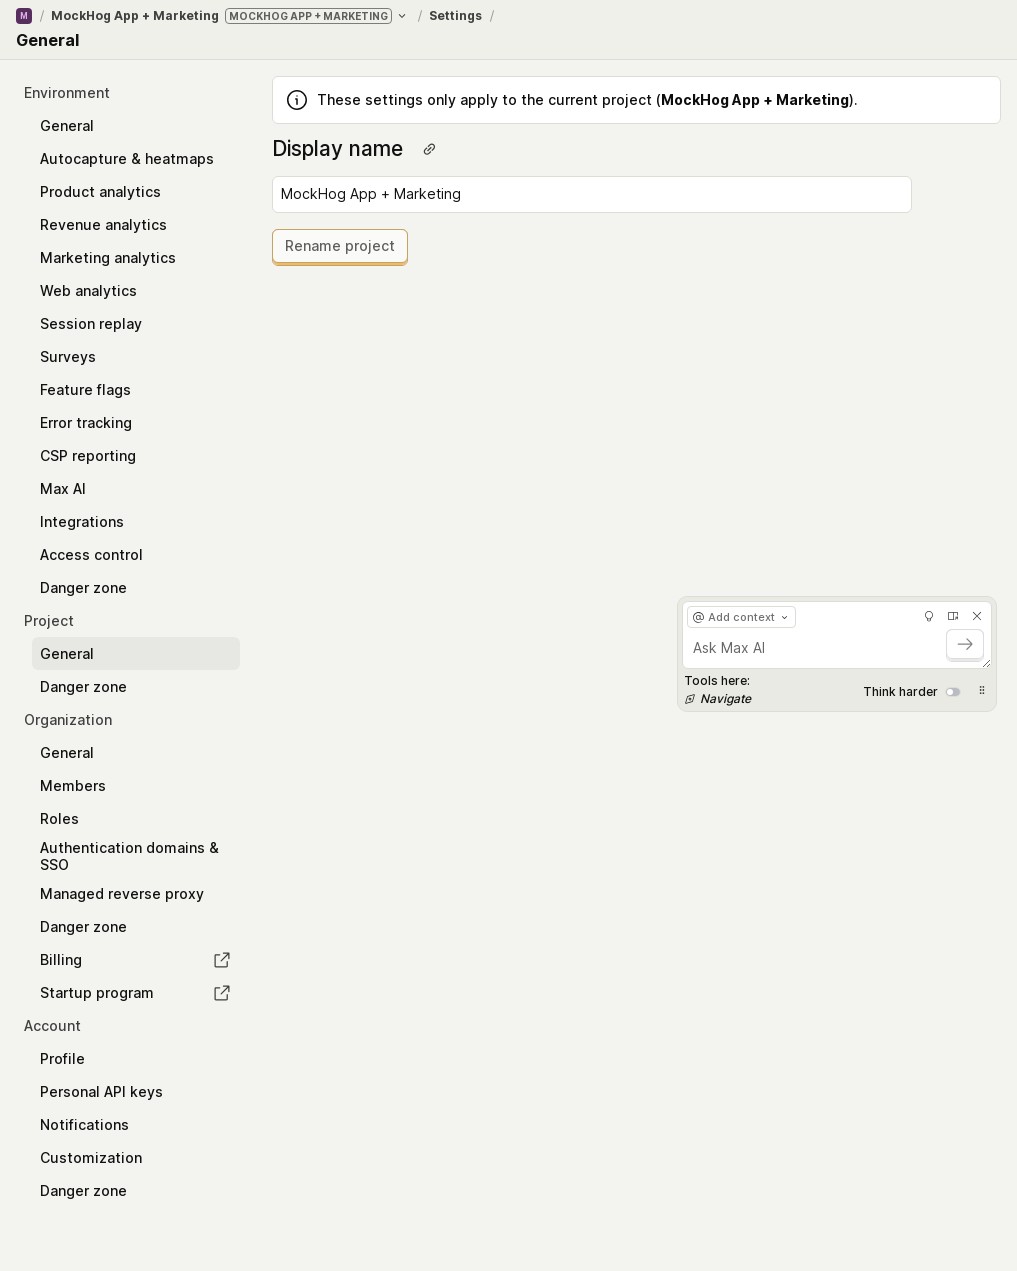 M / MockHog App + Marketing MOCKHOG APP + MARKETING / Settings /
General
Environment
General
Autocapture & heatmaps
Product analytics
Revenue analytics
Marketing analytics
Web analytics
Session replay
Surveys
Feature flags
Error tracking
CSP reporting
Max AI
Integrations
Access control
Danger zone
Project
General
Danger zone
Organization
General
Members
Roles
Authentication domains &
SSO
Managed reverse proxy
Danger zone
Billing
Startup program
Account
Profile
Personal API keys
Notifications
Customization
Danger zone
These settings only apply to the current project (MockHog App + Marketing).
Display name
MockHog App + Marketing
Rename project
@ Add context
Ask Max AI
Tools here:
Navigate
Think harder